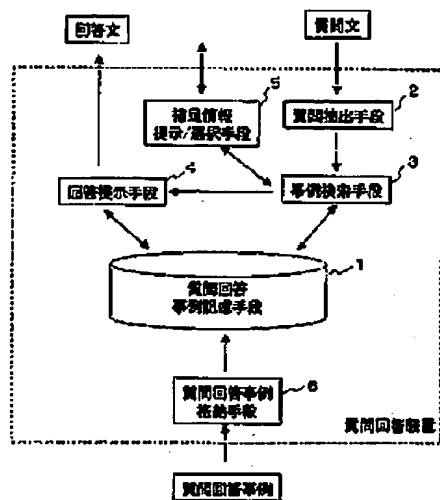 回答文
質問文
5
補足情報
提示/選択手段
2
質問抽出手段
4
回答提示手段
3
事例検索手段
1
質問回答
事例記憶手段
6
質問回答事例
格納手段
質問回答装置
質問回答事例